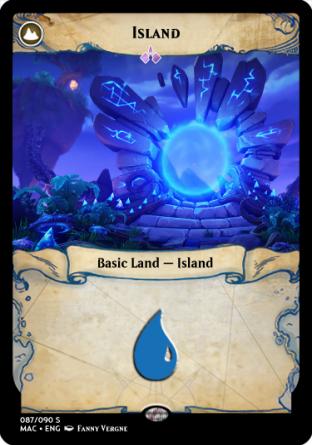 Island
Basic Land — Island
087/090 S
MAC • ENG Fanny Vergne